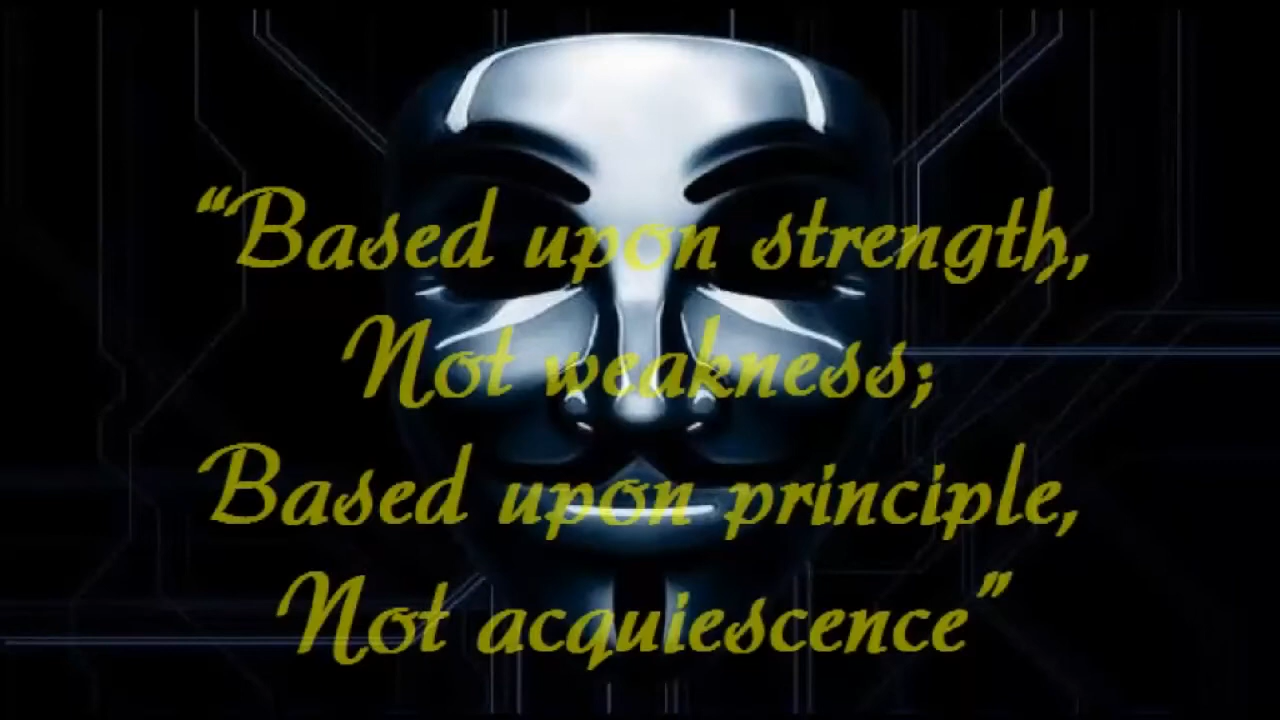 “Based upon strength,
Not weakness;
Based upon principle,
Not acquiescence”